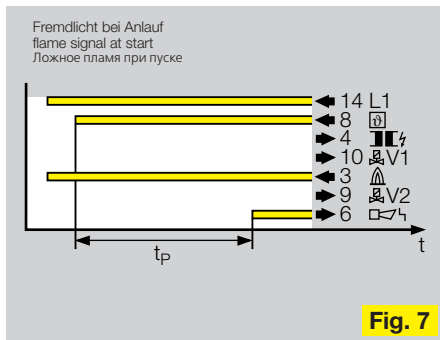 Fremdlicht bei Anlauf
flame signal at start
Ложное пламя при пуске
14 L1
8 ϑ
4
10 V1
3
9 V2
6
t
tP
Fig. 7